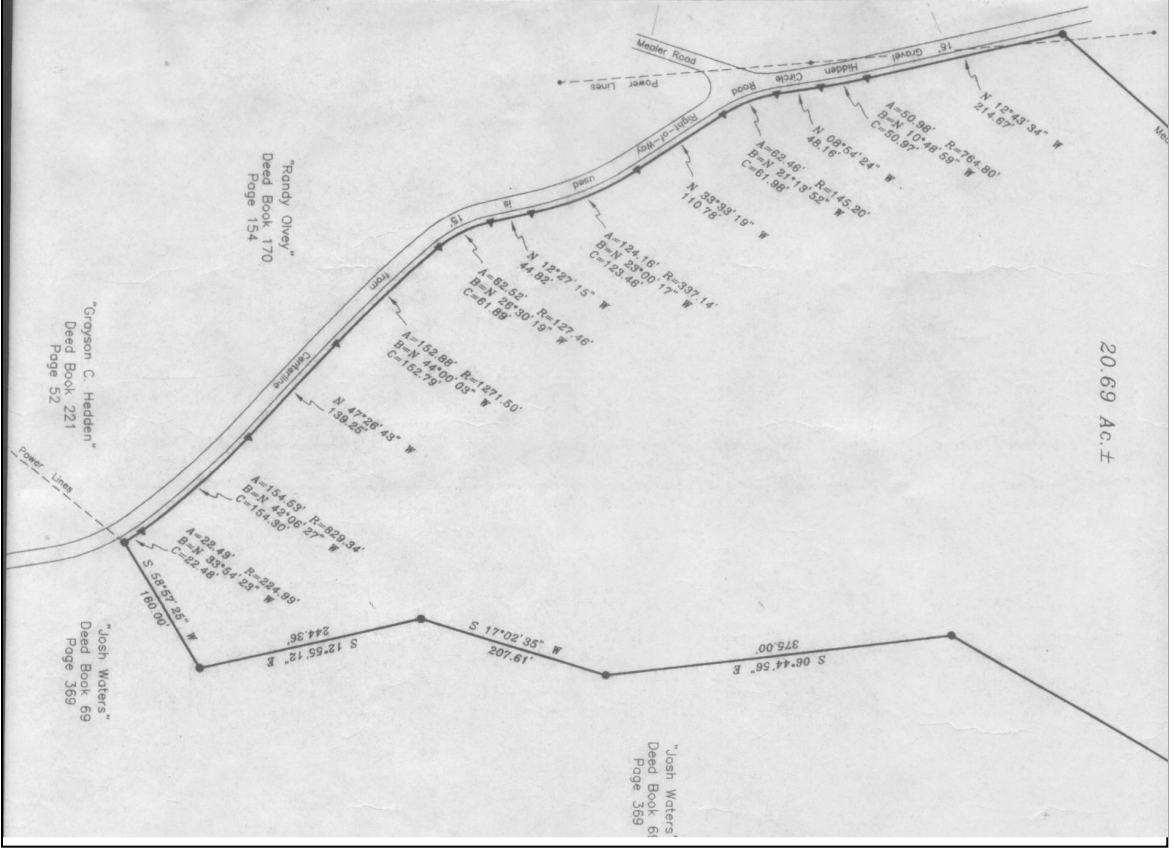 Mealer Road
Power Lines
16' Gravel Hidden Circle Road
Right-of-Way used is 15' from Centerline
N 12°43'34" W
214.67'
A=50.98' R=764.80'
B=N 10°48'59" W
C=50.97'
N 08°54'24" W
48.16'
A=62.46' R=145.20'
B=N 21°13'52" W
C=61.98'
N 33°33'19" W
110.78'
A=124.16' R=337.14'
B=N 23°00'17" W
C=123.46'
N 12°27'15" W
44.82'
A=62.52' R=127.46'
B=N 26°30'19" W
C=61.89'
A=152.88' R=1271.50'
B=N 44°00'03" W
C=152.79'
N 47°26'43" W
139.25'
A=154.53' R=829.34'
B=N 42°06'27" W
C=154.30'
A=22.49' R=224.99'
B=N 33°54'23" W
C=22.48'
S 58°57'25" W
160.00'
S 12°55'12" E
244.36'
S 17°02'35" W
207.61'
S 06°44'56" E
375.00'
20.69 Ac.±
"Randy Olvey"
Deed Book 170
Page 154
"Grayson C. Hedden"
Deed Book 221
Page 52
Power Lines
"Josh Waters"
Deed Book 69
Page 369
"Josh Waters"
Deed Book 69
Page 369